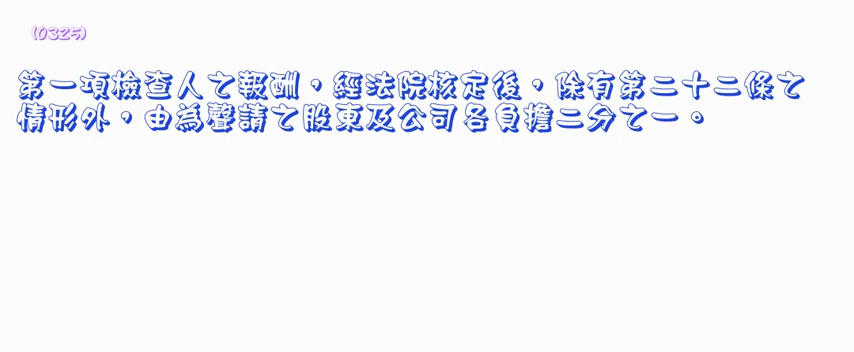 (0325)
第一項檢查人之報酬，經法院核定後，除有第二十二條之
情形外，由為聲請之股東及公司各負擔二分之一。